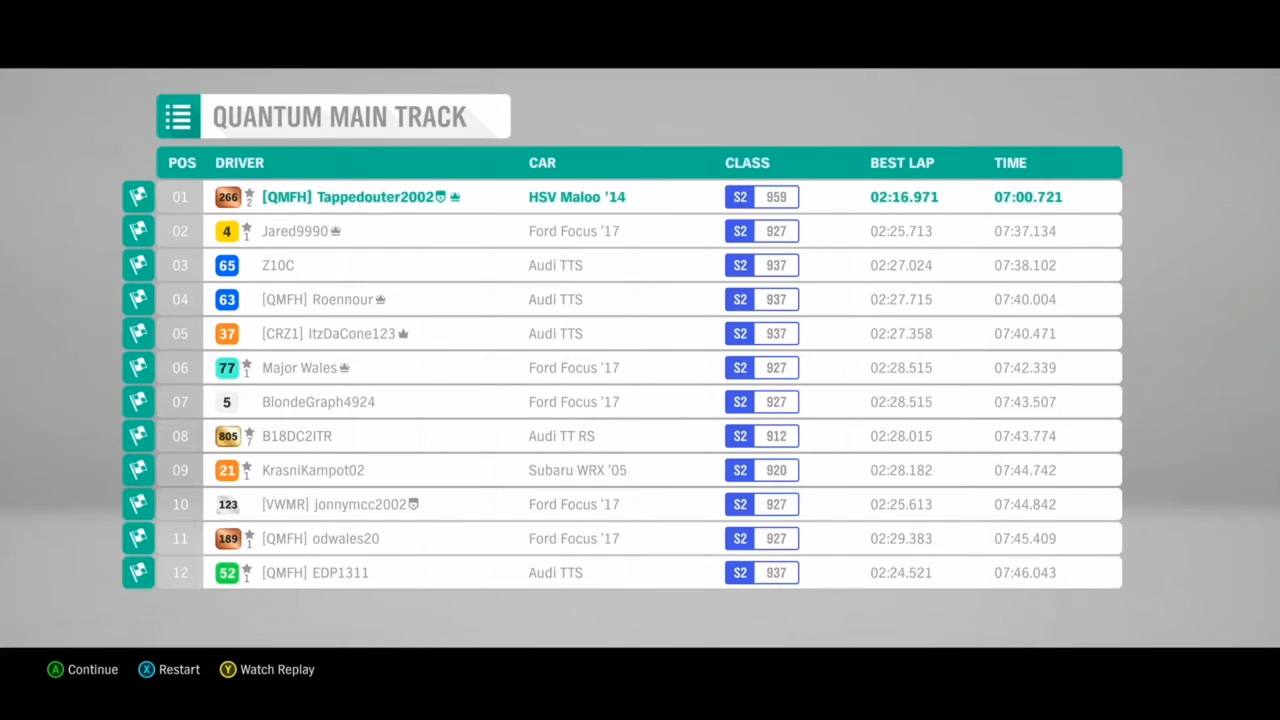 QUANTUM MAIN TRACK
POS DRIVER CAR CLASS BEST LAP TIME
01 266 2 [QMFH] Tappedouter2002 HSV Maloo '14 S2 959 02:16.971 07:00.721
02 4 1 Jared9990 Ford Focus '17 S2 927 02:25.713 07:37.134
03 65 Z10C Audi TTS S2 937 02:27.024 07:38.102
04 63 [QMFH] Roennour Audi TTS S2 937 02:27.715 07:40.004
05 37 [CRZ1] ItzDaCone123 Audi TTS S2 937 02:27.358 07:40.471
06 77 1 Major Wales Ford Focus '17 S2 927 02:28.515 07:42.339
07 5 BlondeGraph4924 Ford Focus '17 S2 927 02:28.515 07:43.507
08 805 7 B18DC2ITR Audi TT RS S2 912 02:28.015 07:43.774
09 21 1 KrasniKampot02 Subaru WRX '05 S2 920 02:28.182 07:44.742
10 123 [VWMR] jonnymcc2002 Ford Focus '17 S2 927 02:25.613 07:44.842
11 189 1 [QMFH] odwales20 Ford Focus '17 S2 927 02:29.383 07:45.409
12 52 1 [QMFH] EDP1311 Audi TTS S2 937 02:24.521 07:46.043
A Continue X Restart Y Watch Replay